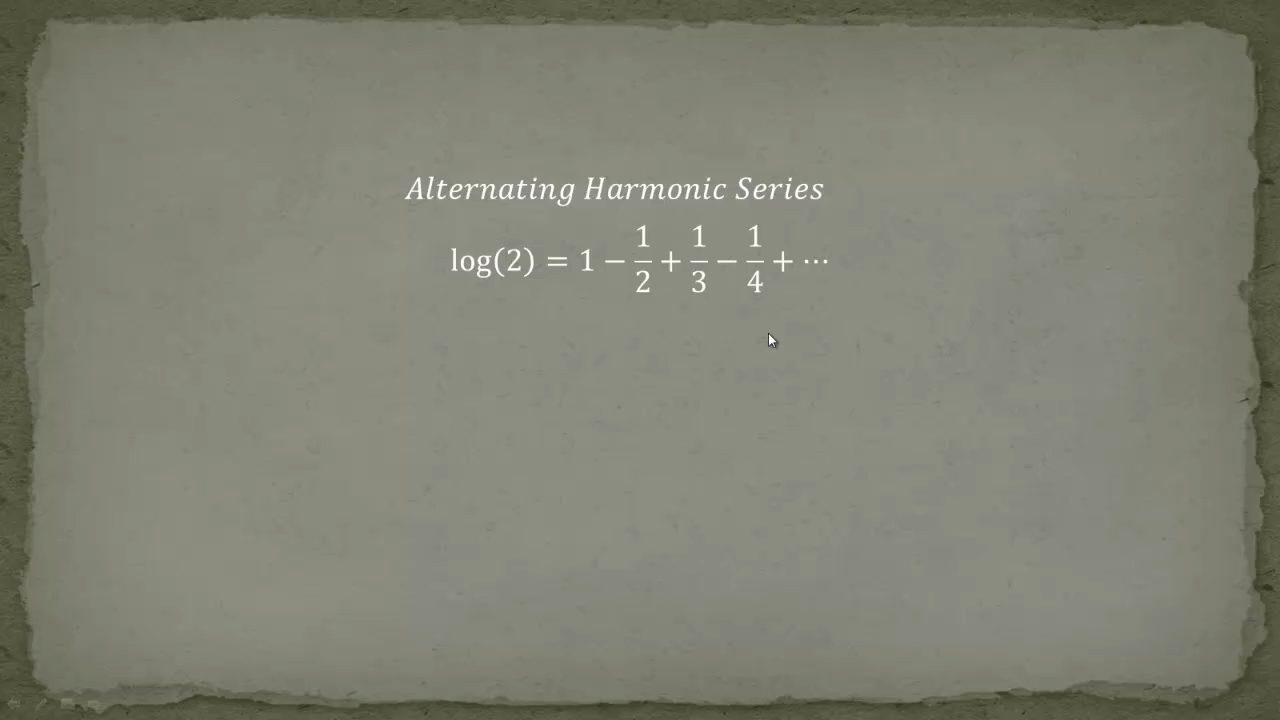 Alternating Harmonic Series
log(2) = 1 − 1/2 + 1/3 − 1/4 + ⋯